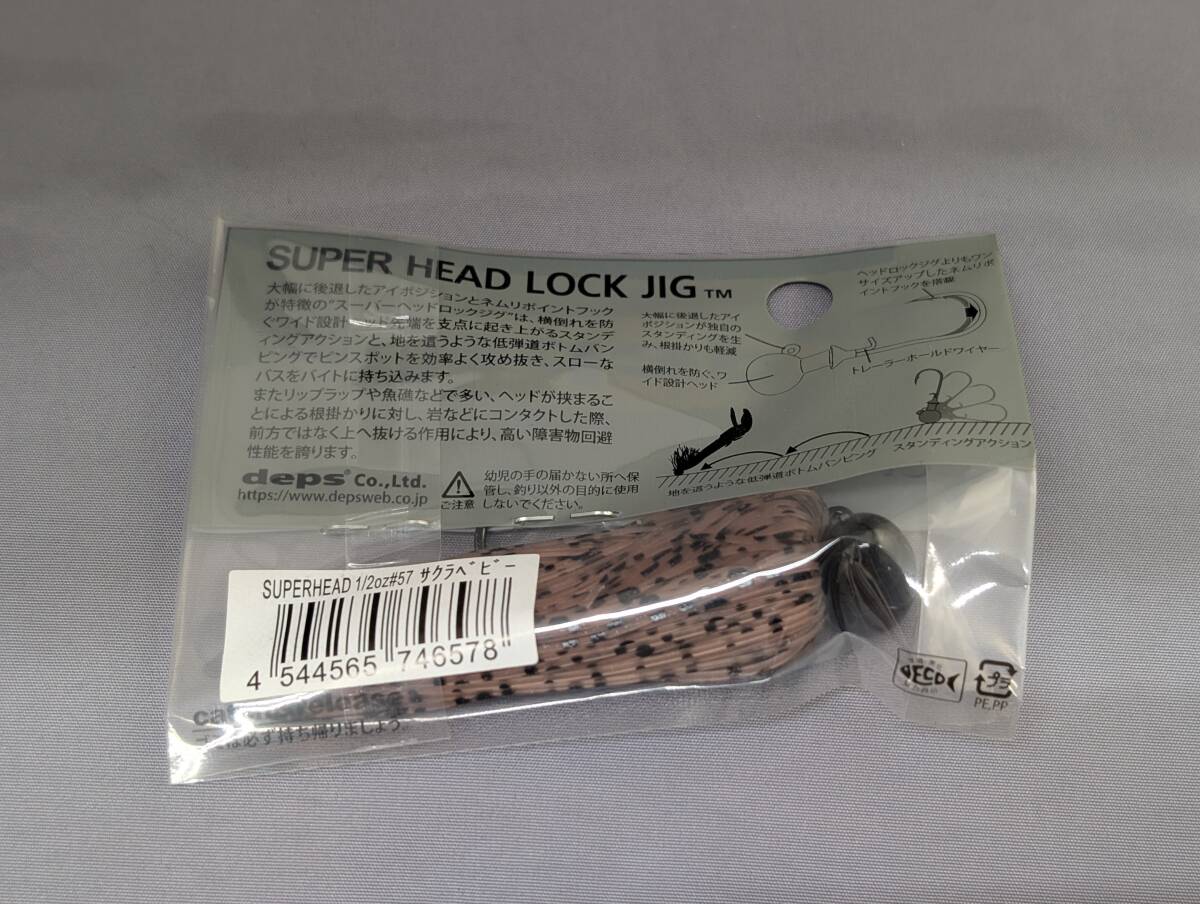 SUPER HEAD LOCK JIG TM
大幅に後退したアイポジションとネムリポイントフック
が特徴の"スーパーヘッドロックジグ"は、横倒れを防
ぐワイド設計ヘッド先端を支点に起き上がるスタンデ
ィングアクションと、地を這うような低弾道ボトムバン
ピングでピンスポットを効率よく攻め抜き、スローな
バスをバイトに持ち込みます。
またリップラップや魚礁などで多い、ヘッドが挟まるこ
とによる根掛かりに対し、岩などにコンタクトした際、
前方ではなく上へ抜ける作用により、高い障害物回避
性能を誇ります。
deps® Co.,Ltd.
https://www.depsweb.co.jp
ご注意
幼児の手の届かない所へ保
管し、釣り以外の目的に使用
しないでください。
ヘッドロックジグよりもワン
サイズアップしたネムリポ
イントフックを搭載
大幅に後退したアイ
ポジションが独自の
スタンディングを生
み、根掛かりも軽減
トレーラーホールドワイヤー
横倒れを防ぐ、ワ
イド設計ヘッド
スタンディングアクション
地を這うような低弾道ボトムバンピング
SUPERHEAD 1/2oz#57 サクラベビー
4 544565 746578
release
は必ず持ち帰りましょう。
プラ
PE,PP